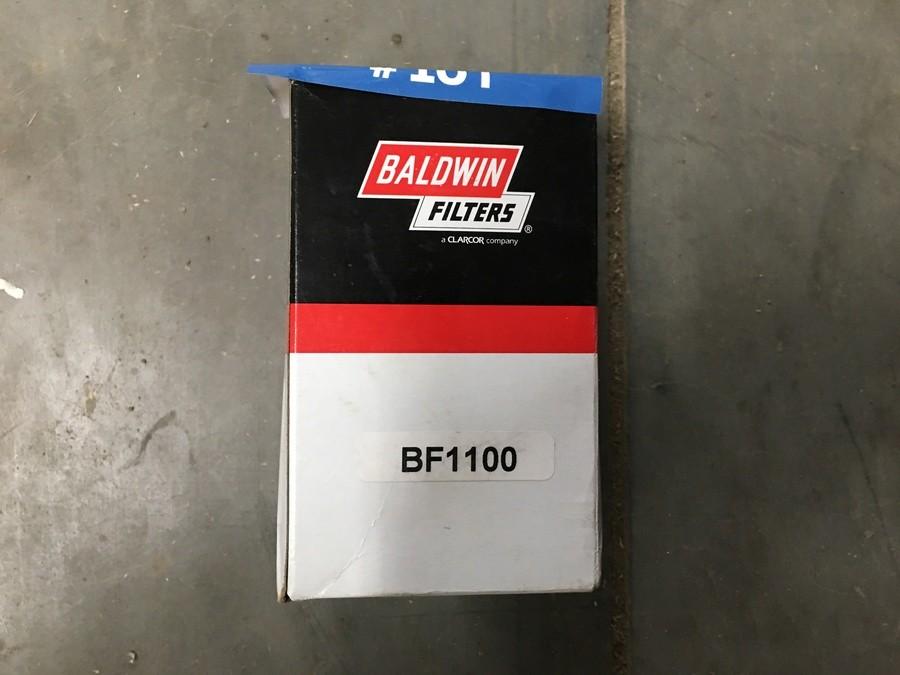 BALDWIN
FILTERS®
a CLARCOR company
BF1100